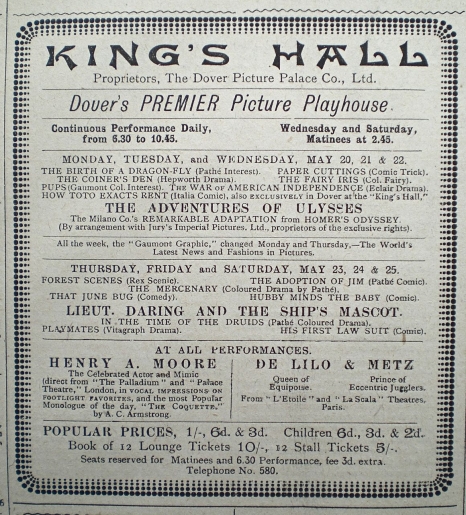 KING'S HALL
Proprietors, The Dover Picture Palace Co., Ltd.
Dover's PREMIER Picture Playhouse.
Continuous Performance Daily, from 6.30 to 10.45.
Wednesday and Saturday, Matinees at 2.45.
MONDAY, TUESDAY, and WEDNESDAY, MAY 20, 21 & 22.
THE BIRTH OF A DRAGON-FLY (Pathé Interest). PAPER CUTTINGS (Comic Trick).
THE COINER'S DEN (Hepworth Drama). THE FAIRY IRIS (Col. Fairy).
PUPS (Gaumont Col. Interest). THE WAR OF AMERICAN INDEPENDENCE (Eclair Drama).
HOW TOTO EXACTS RENT (Italia Comic), also EXCLUSIVELY in Dover at the "King's Hall,"
THE ADVENTURES OF ULYSSES
The Milano Co.'s REMARKABLE ADAPTATION from HOMER'S ODYSSEY.
(By arrangement with Jury's Imperial Pictures, Ltd., proprietors of the exclusive rights).
All the week, the "Gaumont Graphic," changed Monday and Thursday,—The World's
Latest News and Fashions in Pictures.
THURSDAY, FRIDAY and SATURDAY, MAY 23, 24 & 25.
FOREST SCENES (Rex Scenic). THE ADOPTION OF JIM (Pathé Comic).
THE MERCENARY (Coloured Drama by Pathé).
THAT JUNE BUG (Comedy). HUBBY MINDS THE BABY (Comic).
LIEUT. DARING AND THE SHIP'S MASCOT.
IN THE TIME OF THE DRUIDS (Pathé Coloured Drama).
PLAYMATES (Vitagraph Drama). HIS FIRST LAW SUIT (Comic).
AT ALL PERFORMANCES.
HENRY A. MOORE
The Celebrated Actor and Mimic
(direct from "The Palladium" and "Palace
Theatre," London, in VOCAL IMPRESSIONS ON
FOOTLIGHT FAVORITES, and the most Popular
Monologue of the day, "THE COQUETTE,"
by A. C. Armstrong.
DE LILO & METZ
Queen of Equipoise.
Prince of Eccentric Jugglers.
From "L'Etoile" and "La Scala" Theatres.
Paris.
POPULAR PRICES, 1/-, 6d. & 3d. Children 6d., 3d. & 2d.
Book of 12 Lounge Tickets 10/-, 12 Stall Tickets 5/-.
Seats reserved for Matinees and 6.30 Performance, fee 3d. extra.
Telephone No. 580.